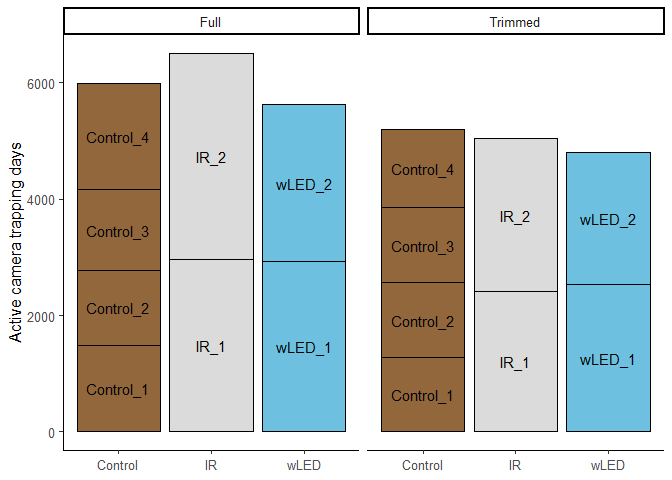 Full
Trimmed
Active camera trapping days
6000
4000
2000
0
Control_4
Control_3
Control_2
Control_1
IR_2
IR_1
wLED_2
wLED_1
Control_4
Control_3
Control_2
Control_1
IR_2
IR_1
wLED_2
wLED_1
Control
IR
wLED
Control
IR
wLED